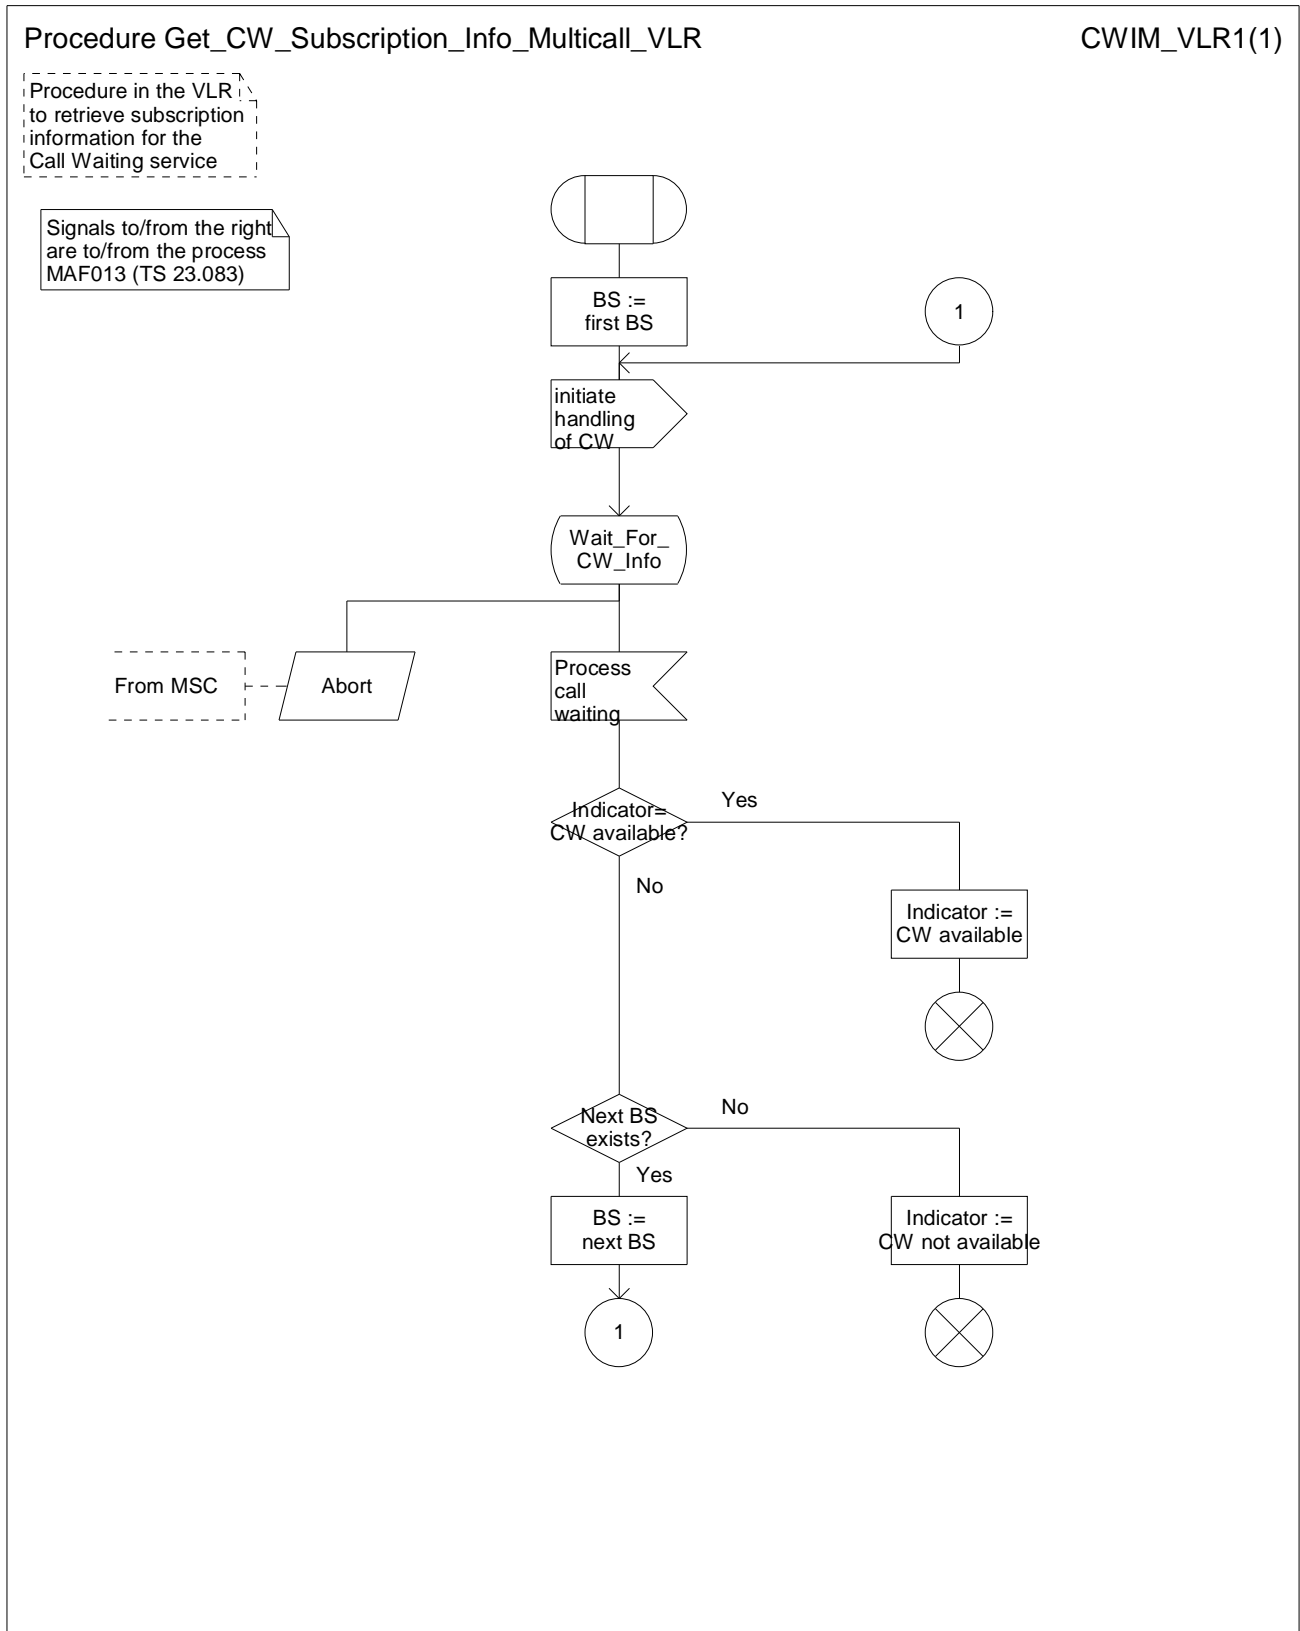 Procedure Get_CW_Subscription_Info_Multicall_VLR
CWIM_VLR1(1)
Procedure in the VLR
to retrieve subscription
information for the
Call Waiting service
Signals to/from the right
are to/from the process
MAF013 (TS 23.083)
BS :=
first BS
1
initiate
handling
of CW
Wait_For_
CW_Info
From MSC
Abort
Process
call
waiting
Indicator=
CW available?
Yes
No
Indicator :=
CW available
Next BS
exists?
No
Yes
BS :=
next BS
Indicator :=
CW not available
1